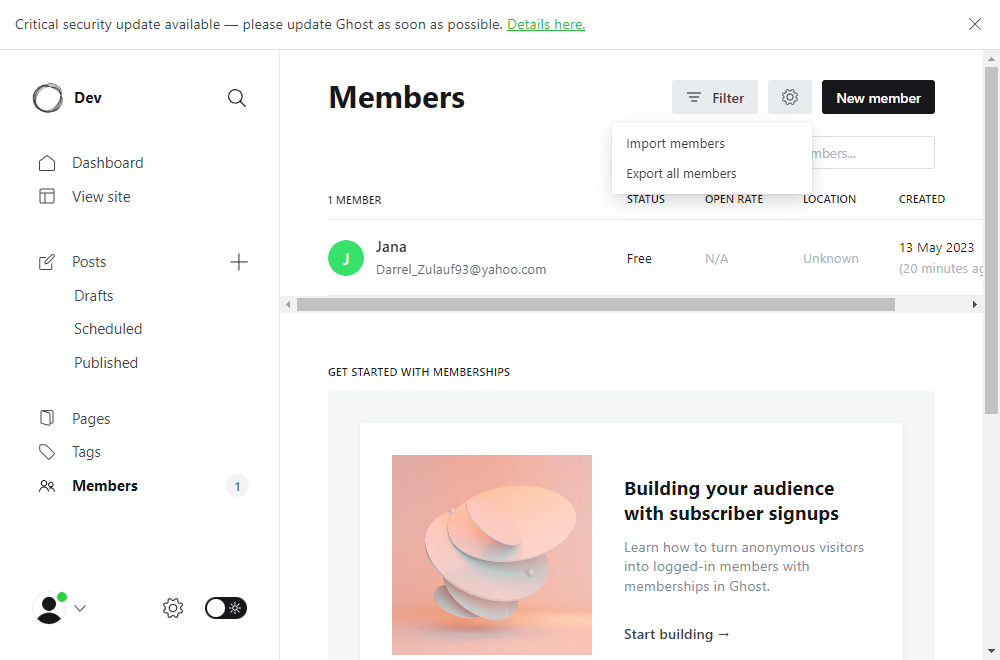 Critical security update available — please update Ghost as soon as possible. Details here.
Dev
Dashboard
View site
Posts
Drafts
Scheduled
Published
Pages
Tags
Members
1
Members
Filter
New member
Import members
Export all members
1 MEMBER
STATUS
OPEN RATE
LOCATION
CREATED
J
Jana
Darrel_Zulauf93@yahoo.com
Free
N/A
Unknown
13 May 2023
(20 minutes
GET STARTED WITH MEMBERSHIPS
Building your audience
with subscriber signups
Learn how to turn anonymous visitors
into logged-in members with
memberships in Ghost.
Start building →